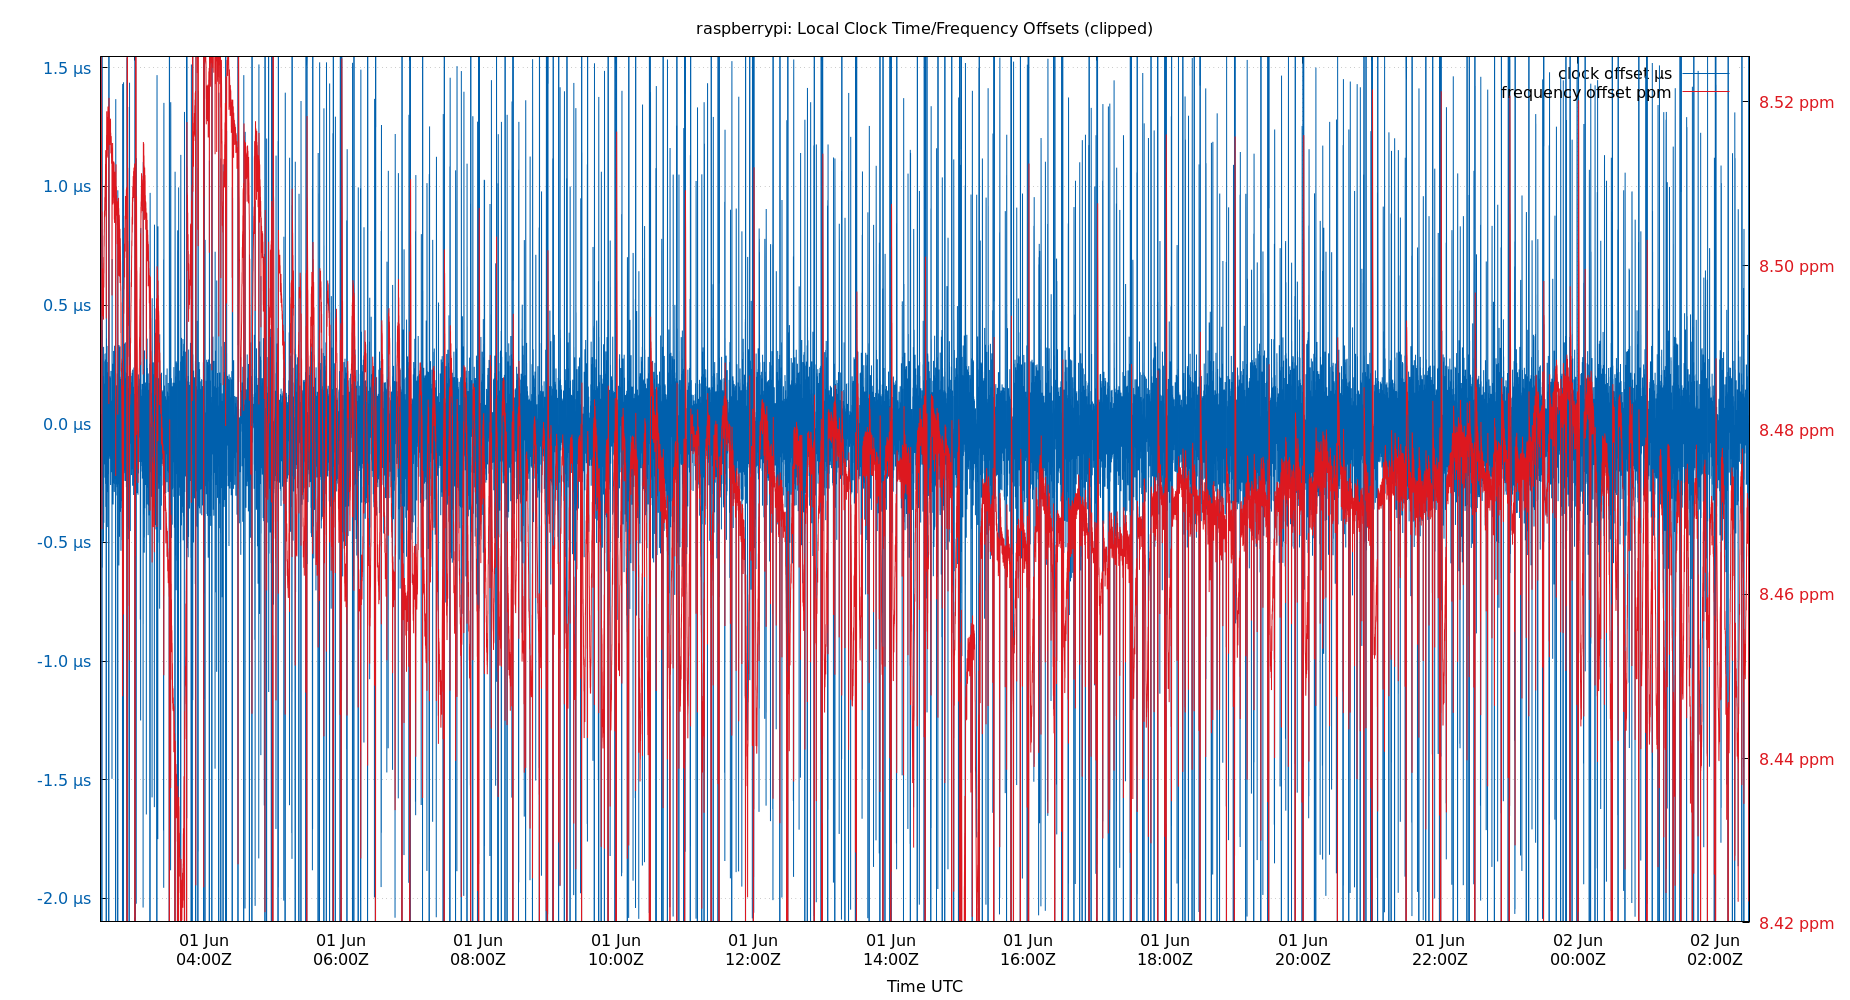 raspberrypi: Local Clock Time/Frequency Offsets (clipped)
clock offset µs
frequency offset ppm
1.5 µs
1.0 µs
0.5 µs
0.0 µs
-0.5 µs
-1.0 µs
-1.5 µs
-2.0 µs
8.52 ppm
8.50 ppm
8.48 ppm
8.46 ppm
8.44 ppm
8.42 ppm
01 Jun 01 Jun 01 Jun 01 Jun 01 Jun 01 Jun 01 Jun 01 Jun 01 Jun 01 Jun 02 Jun 02 Jun
04:00Z 06:00Z 08:00Z 10:00Z 12:00Z 14:00Z 16:00Z 18:00Z 20:00Z 22:00Z 00:00Z 02:00Z
Time UTC